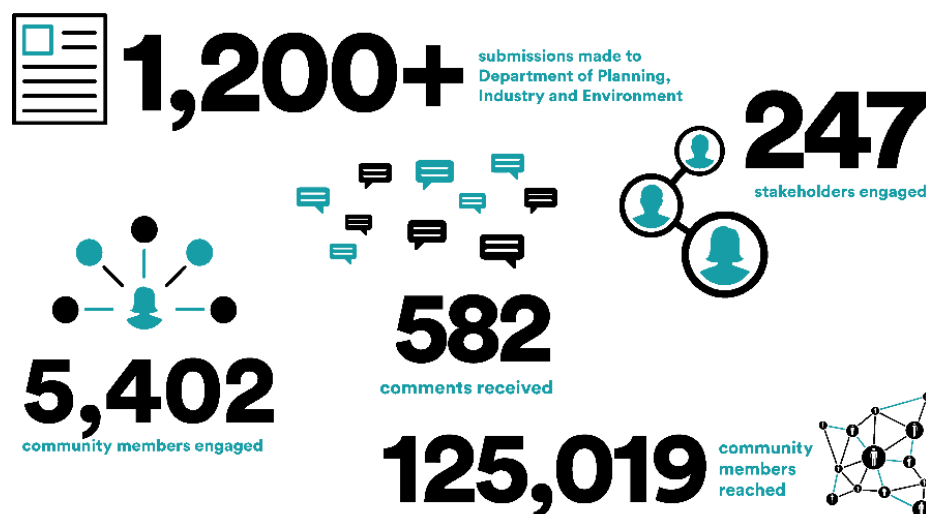 1,200+
submissions made to
Department of Planning,
Industry and Environment
247
stakeholders engaged
582
comments received
5,402
community members engaged
125,019
community
members
reached